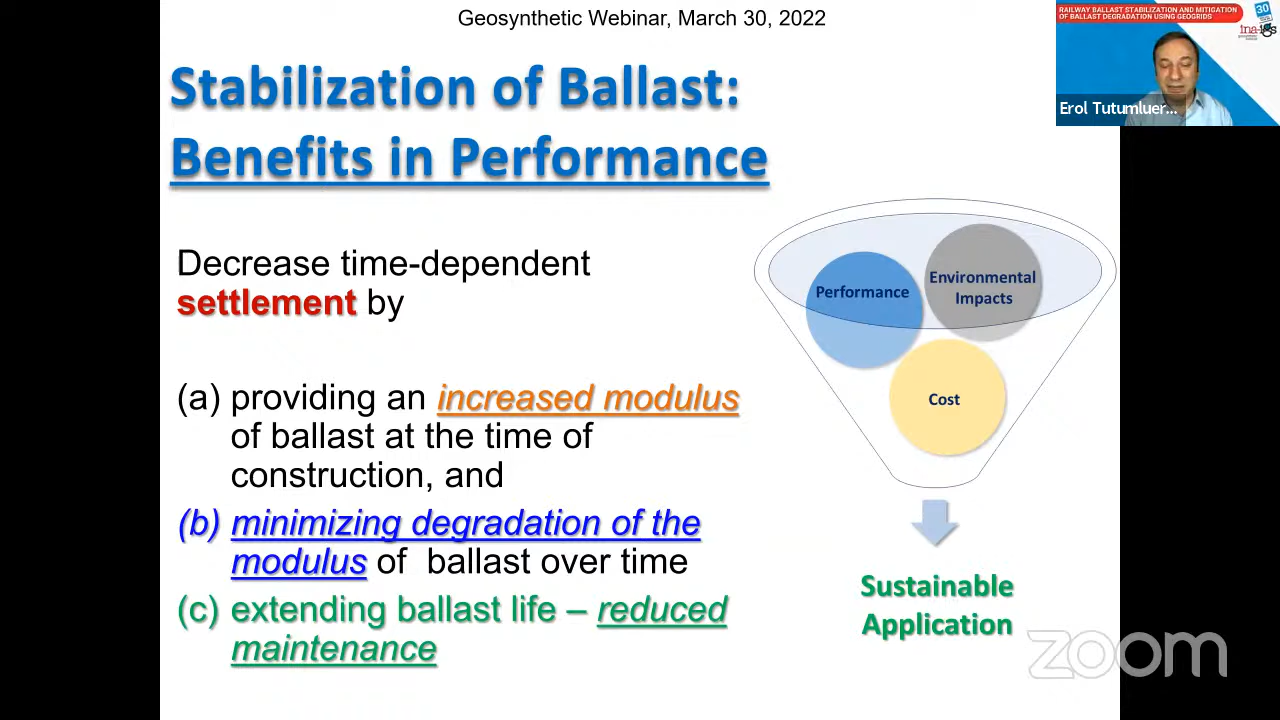 Geosynthetic Webinar, March 30, 2022
RAILWAY BALLAST STABILIZATION AND MITIGATION
OF BALLAST DEGRADATION USING GEOGRIDS
30
Erol Tutumluer...
Stabilization of Ballast:
Benefits in Performance
Decrease time-dependent
settlement by
(a) providing an increased modulus
of ballast at the time of
construction, and
(b) minimizing degradation of the
modulus of ballast over time
(c) extending ballast life – reduced
maintenance
Performance
Environmental
Impacts
Cost
Sustainable
Application
zoom